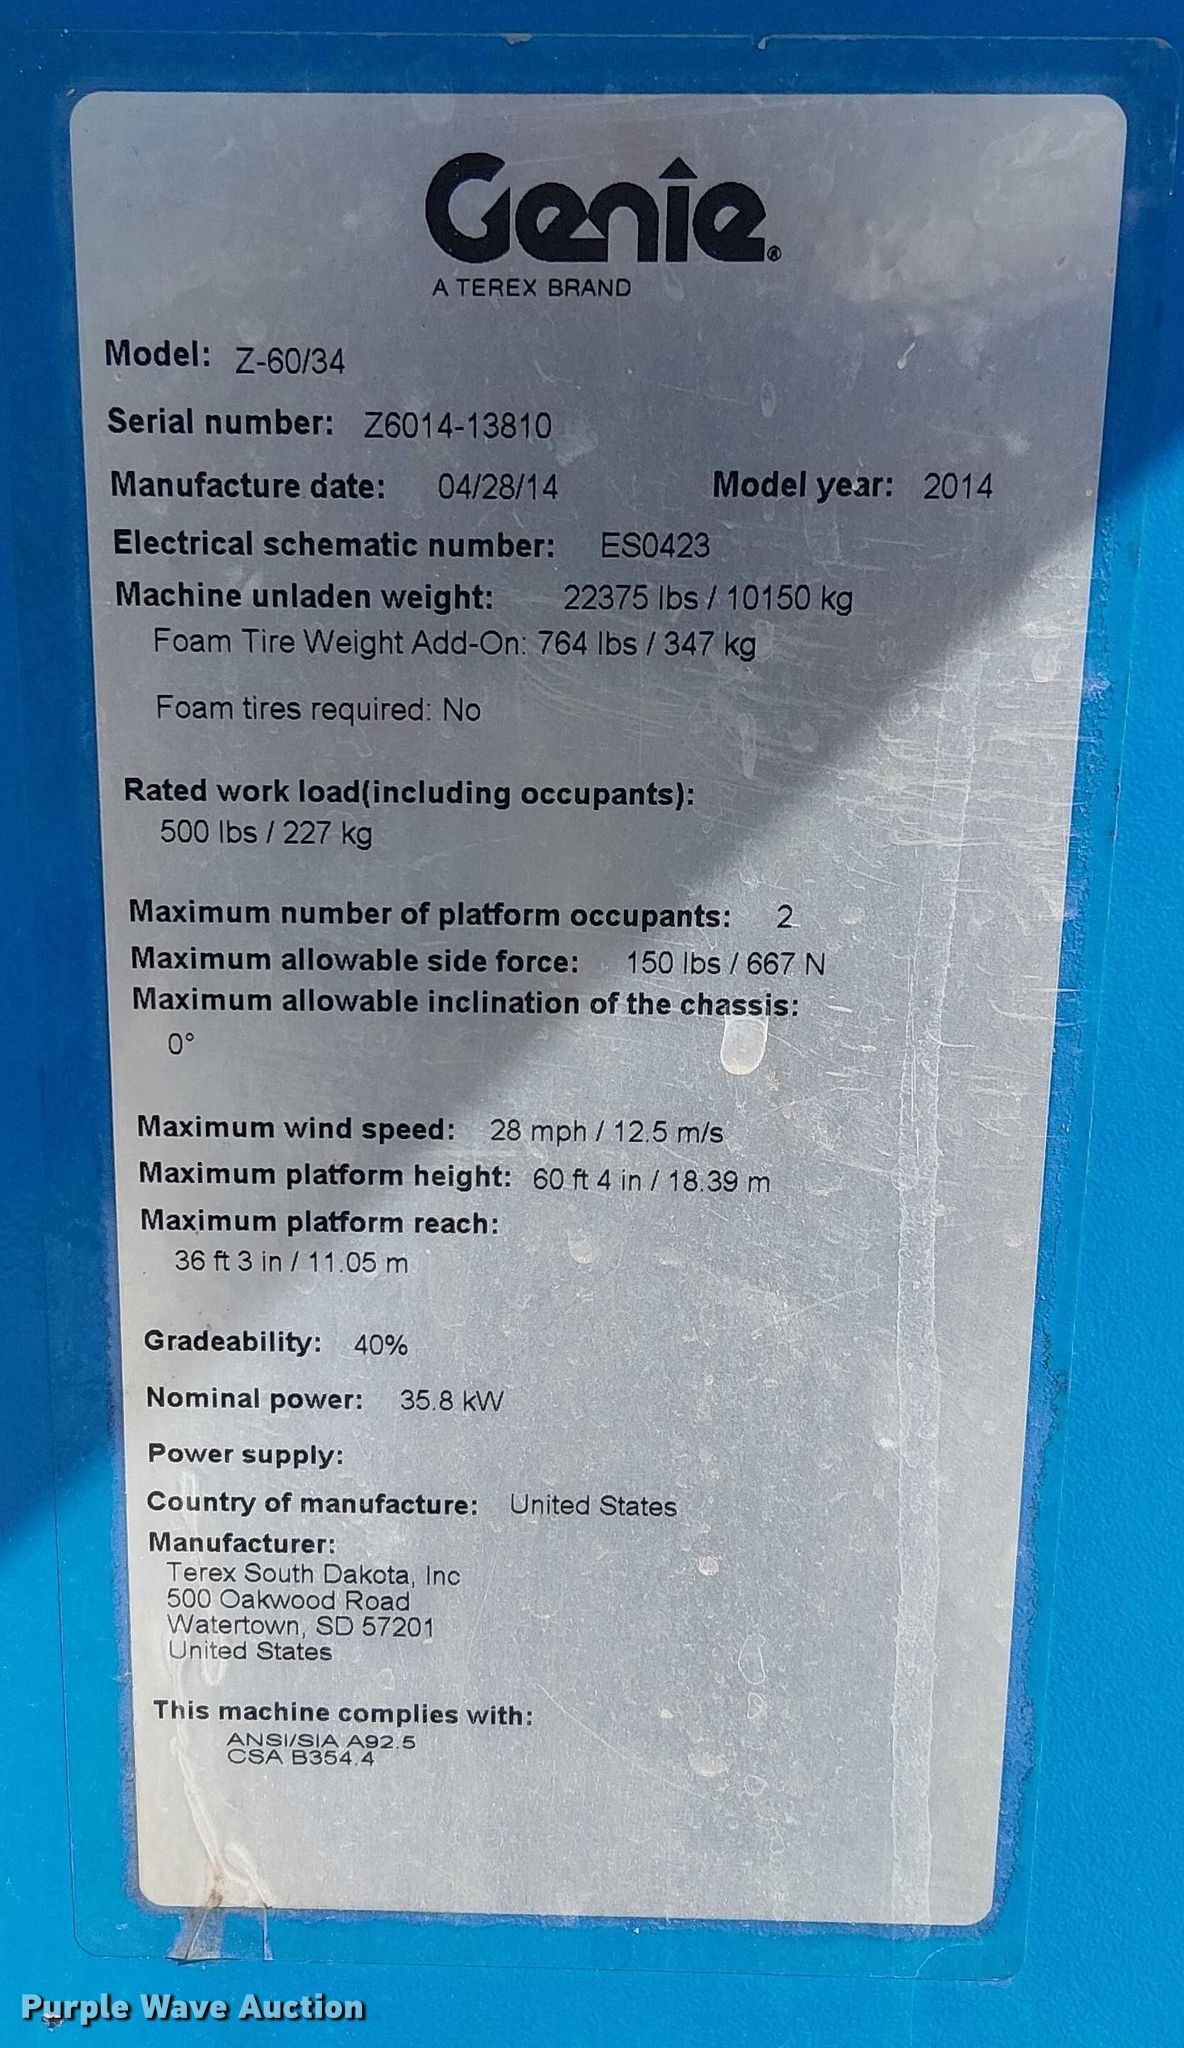 Genie®
A TEREX BRAND
Model: Z-60/34
Serial number: Z6014-13810
Manufacture date: 04/28/14 Model year: 2014
Electrical schematic number: ES0423
Machine unladen weight: 22375 lbs / 10150 kg
Foam Tire Weight Add-On: 764 lbs / 347 kg
Foam tires required: No
Rated work load(including occupants):
500 lbs / 227 kg
Maximum number of platform occupants: 2
Maximum allowable side force: 150 lbs / 667 N
Maximum allowable inclination of the chassis:
0°
Maximum wind speed: 28 mph / 12.5 m/s
Maximum platform height: 60 ft 4 in / 18.39 m
Maximum platform reach:
36 ft 3 in / 11.05 m
Gradeability: 40%
Nominal power: 35.8 kW
Power supply:
Country of manufacture: United States
Manufacturer:
Terex South Dakota, Inc
500 Oakwood Road
Watertown, SD 57201
United States
This machine complies with:
ANSI/SIA A92.5
CSA B354.4
Purple Wave Auction